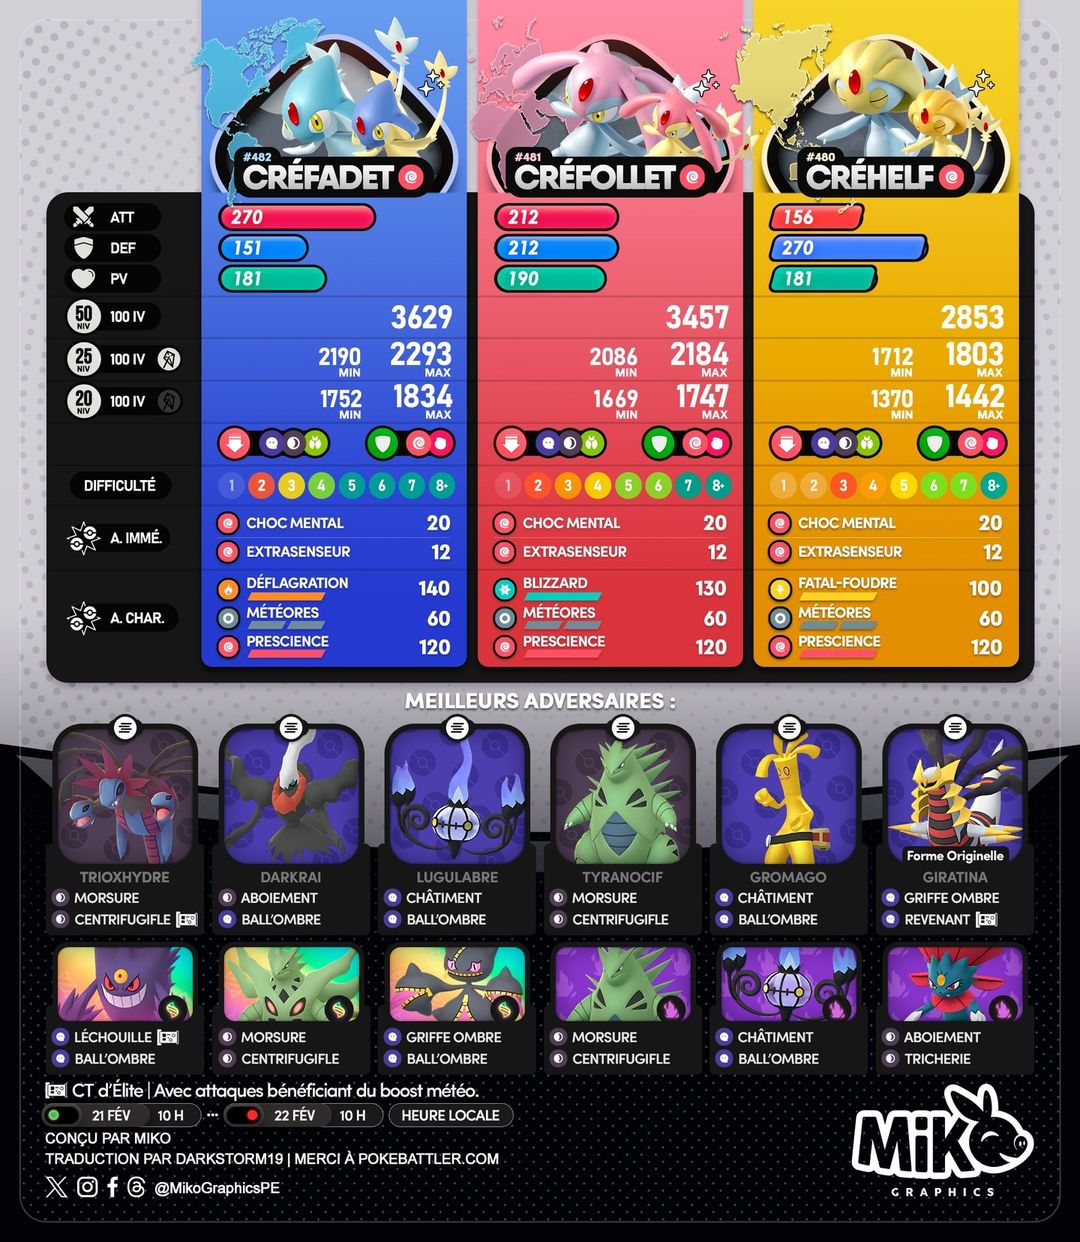 #482
CRÉFADET
#481
CRÉFOLLET
#480
CRÉHELF
ATT
270
212
156
DEF
151
212
270
PV
181
190
181
50 NIV 100 IV
3629
3457
2853
25 NIV 100 IV
2190 MIN 2293 MAX
2086 MIN 2184 MAX
1712 MIN 1803 MAX
20 NIV 100 IV
1752 MIN 1834 MAX
1669 MIN 1747 MAX
1370 MIN 1442 MAX
DIFFICULTÉ
1 2 3 4 5 6 7 8+
1 2 3 4 5 6 7 8+
1 2 3 4 5 6 7 8+
A. IMMÉ.
CHOC MENTAL 20
EXTRASENSEUR 12
CHOC MENTAL 20
EXTRASENSEUR 12
CHOC MENTAL 20
EXTRASENSEUR 12
A. CHAR.
DÉFLAGRATION 140
MÉTÉORES 60
PRESCIENCE 120
BLIZZARD 130
MÉTÉORES 60
PRESCIENCE 120
FATAL-FOUDRE 100
MÉTÉORES 60
PRESCIENCE 120
MEILLEURS ADVERSAIRES :
TRIOXHYDRE
MORSURE
CENTRIFUGIFLE
DARKRAI
ABOIEMENT
BALL'OMBRE
LUGULABRE
CHÂTIMENT
BALL'OMBRE
TYRANOCIF
MORSURE
CENTRIFUGIFLE
GROMAGO
CHÂTIMENT
BALL'OMBRE
Forme Originelle
GIRATINA
GRIFFE OMBRE
REVENANT
LÉCHOUILLE
BALL'OMBRE
MORSURE
CENTRIFUGIFLE
GRIFFE OMBRE
BALL'OMBRE
MORSURE
CENTRIFUGIFLE
CHÂTIMENT
BALL'OMBRE
ABOIEMENT
TRICHERIE
CT d'Élite | Avec attaques bénéficiant du boost météo.
21 FÉV 10 H ••• 22 FÉV 10 H HEURE LOCALE
CONÇU PAR MIKO
TRADUCTION PAR DARKSTORM19 | MERCI À POKEBATTLER.COM
@MikoGraphicsPE
MiKO
GRAPHICS